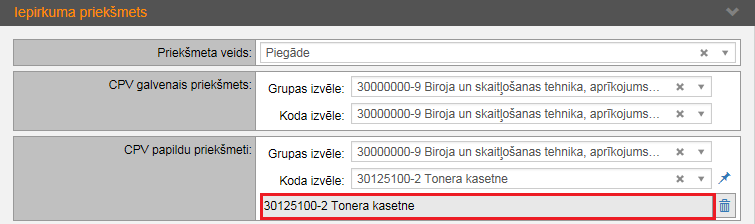 Iepirkuma priekšmets
Priekšmeta veids: Piegāde
CPV galvenais priekšmets: Grupas izvēle: 30000000-9 Biroja un skaitļošanas tehnika, aprīkojums...
Koda izvēle: 30000000-9 Biroja un skaitļošanas tehnika, aprīkojums...
CPV papildu priekšmeti: Grupas izvēle: 30000000-9 Biroja un skaitļošanas tehnika, aprīkojums...
Koda izvēle: 30125100-2 Tonera kasetne
30125100-2 Tonera kasetne